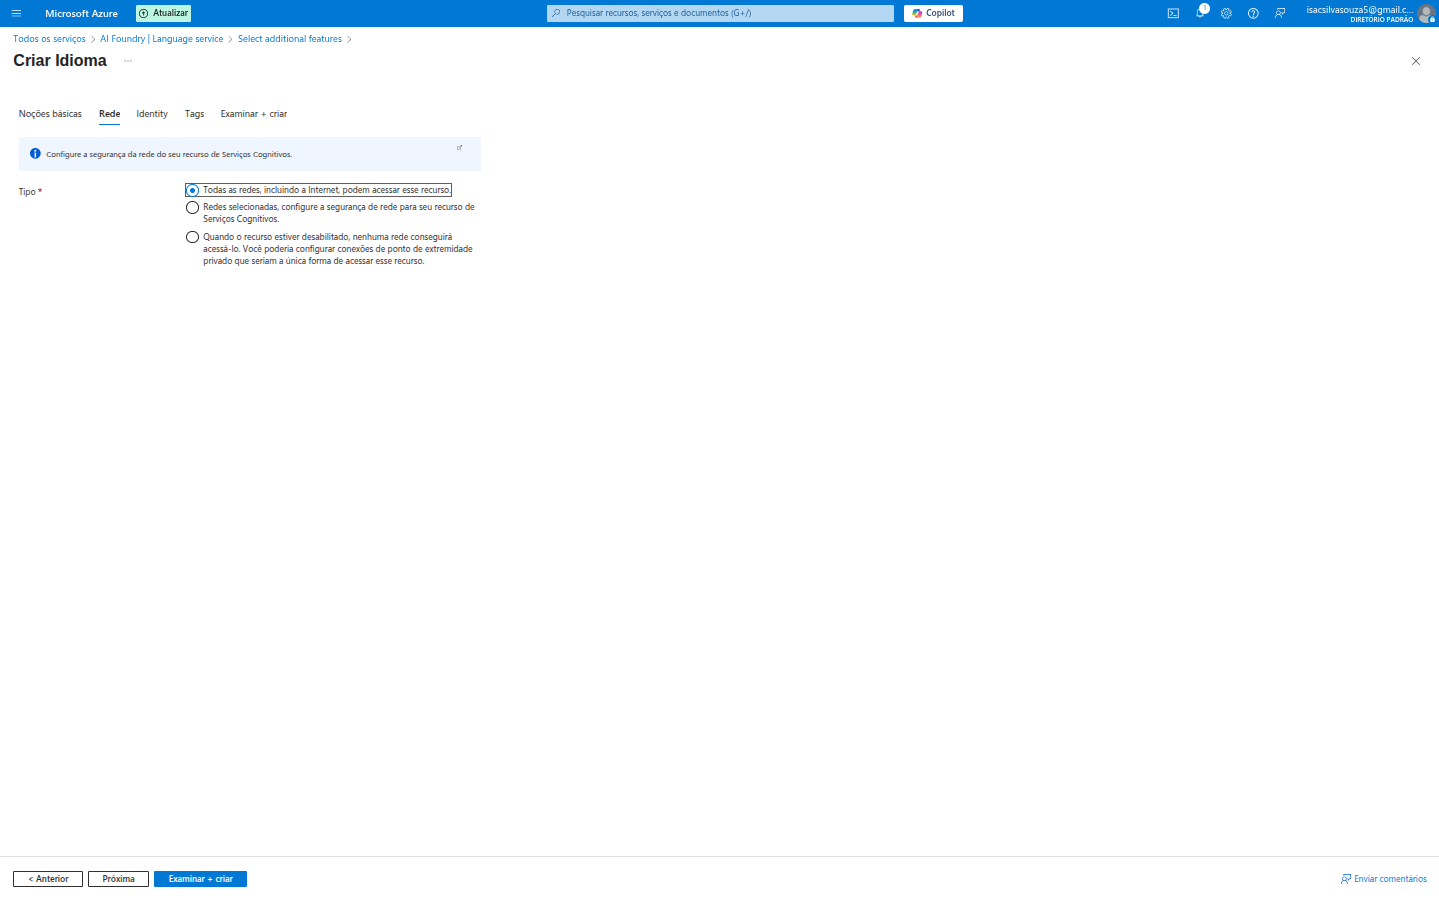 Microsoft Azure
Atualizar
Pesquisar recursos, serviços e documentos (G+/)
Copilot
1
isacsilvasouza5@gmail.c...
DIRETÓRIO PADRÃO
Todos os serviços > AI Foundry | Language service > Select additional features >
Criar Idioma ...
Noções básicas Rede Identity Tags Examinar + criar
Configure a segurança da rede do seu recurso de Serviços Cognitivos.
Tipo *
Todas as redes, incluindo a Internet, podem acessar esse recurso.
Redes selecionadas, configure a segurança de rede para seu recurso de
Serviços Cognitivos.
Quando o recurso estiver desabilitado, nenhuma rede conseguirá
acessá-lo. Você poderia configurar conexões de ponto de extremidade
privado que seriam a única forma de acessar esse recurso.
< Anterior
Próxima
Examinar + criar
Enviar comentários